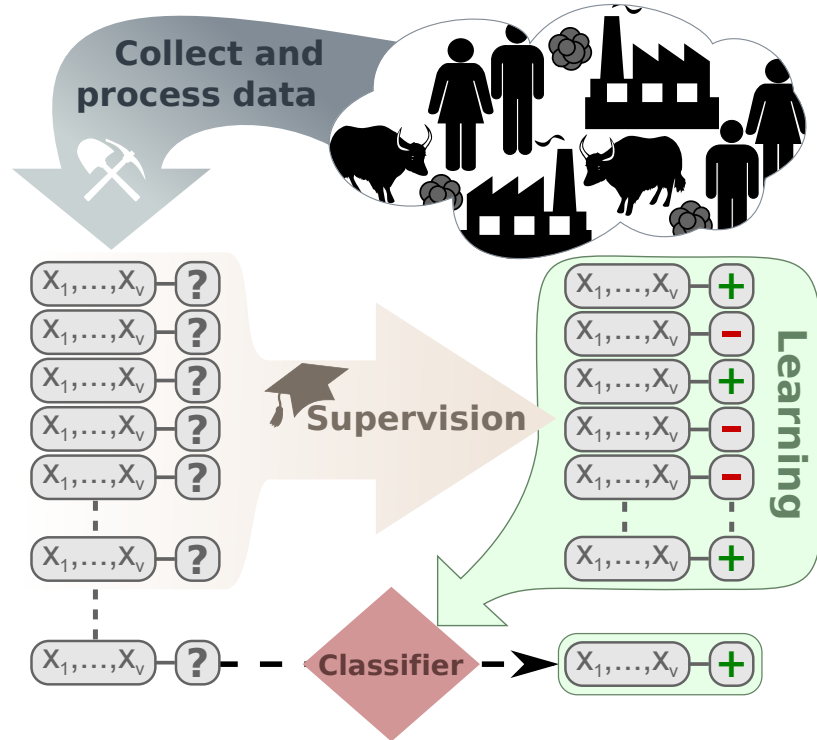 Collect and
process data
X₁,...,Xᵥ ? X₁,...,Xᵥ +
X₁,...,Xᵥ ? X₁,...,Xᵥ −
X₁,...,Xᵥ ? X₁,...,Xᵥ +
X₁,...,Xᵥ ? X₁,...,Xᵥ −
X₁,...,Xᵥ ? X₁,...,Xᵥ −
X₁,...,Xᵥ ? X₁,...,Xᵥ +
Supervision
Learning
X₁,...,Xᵥ ? Classifier X₁,...,Xᵥ +